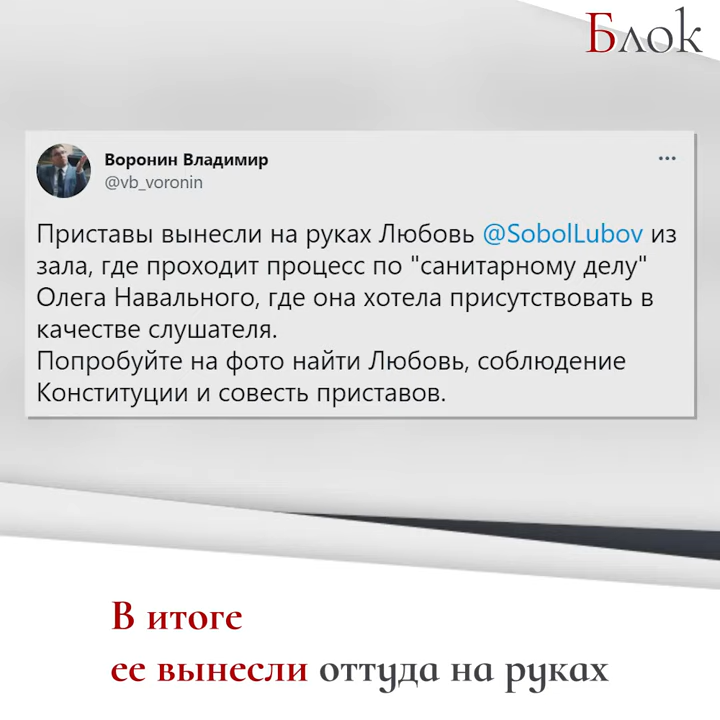 Блок
Воронин Владимир
@vb_voronin
Приставы вынесли на руках Любовь @SobolLubov из
зала, где проходит процесс по "санитарному делу"
Олега Навального, где она хотела присутствовать в
качестве слушателя.
Попробуйте на фото найти Любовь, соблюдение
Конституции и совесть приставов.
В итоге
ее вынесли оттуда на руках